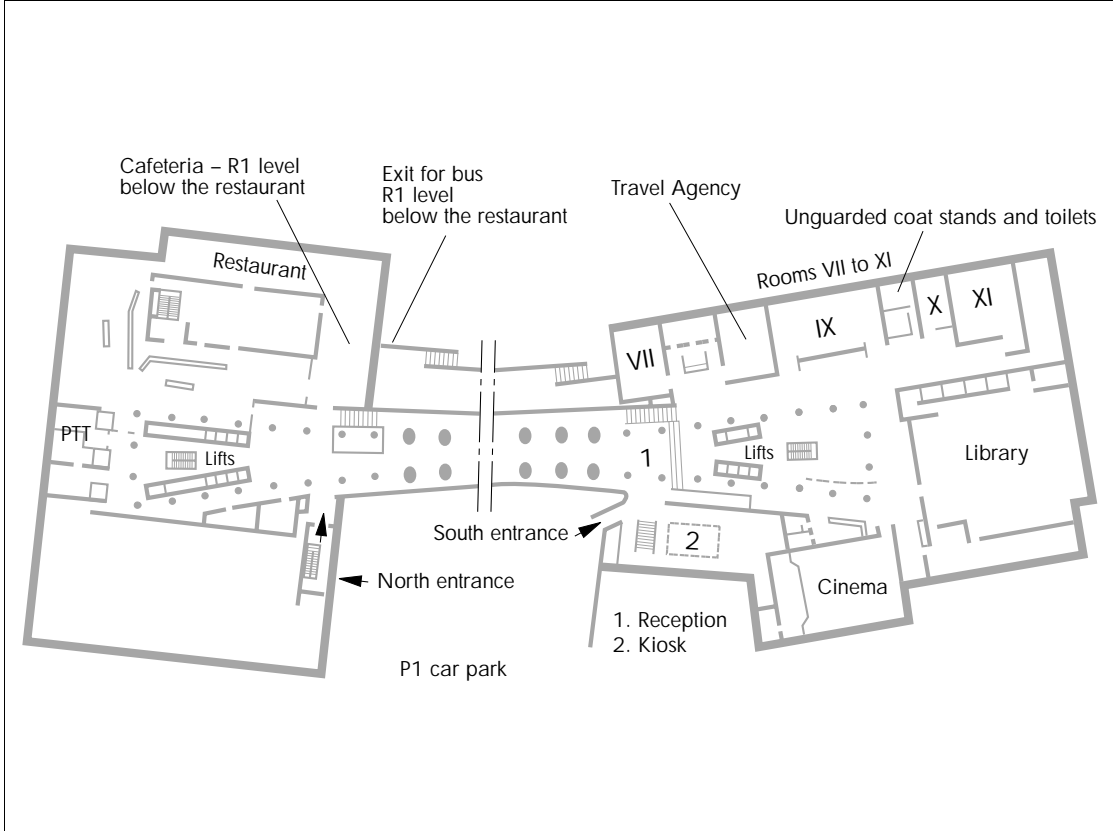 Cafeteria – R1 level
below the restaurant
Exit for bus
R1 level
below the restaurant
Travel Agency
Unguarded coat stands and toilets
Restaurant
Rooms VII to XI
VII
IX
X
XI
PTT
Lifts
1
Lifts
Library
South entrance
2
North entrance
Cinema
1. Reception
2. Kiosk
P1 car park